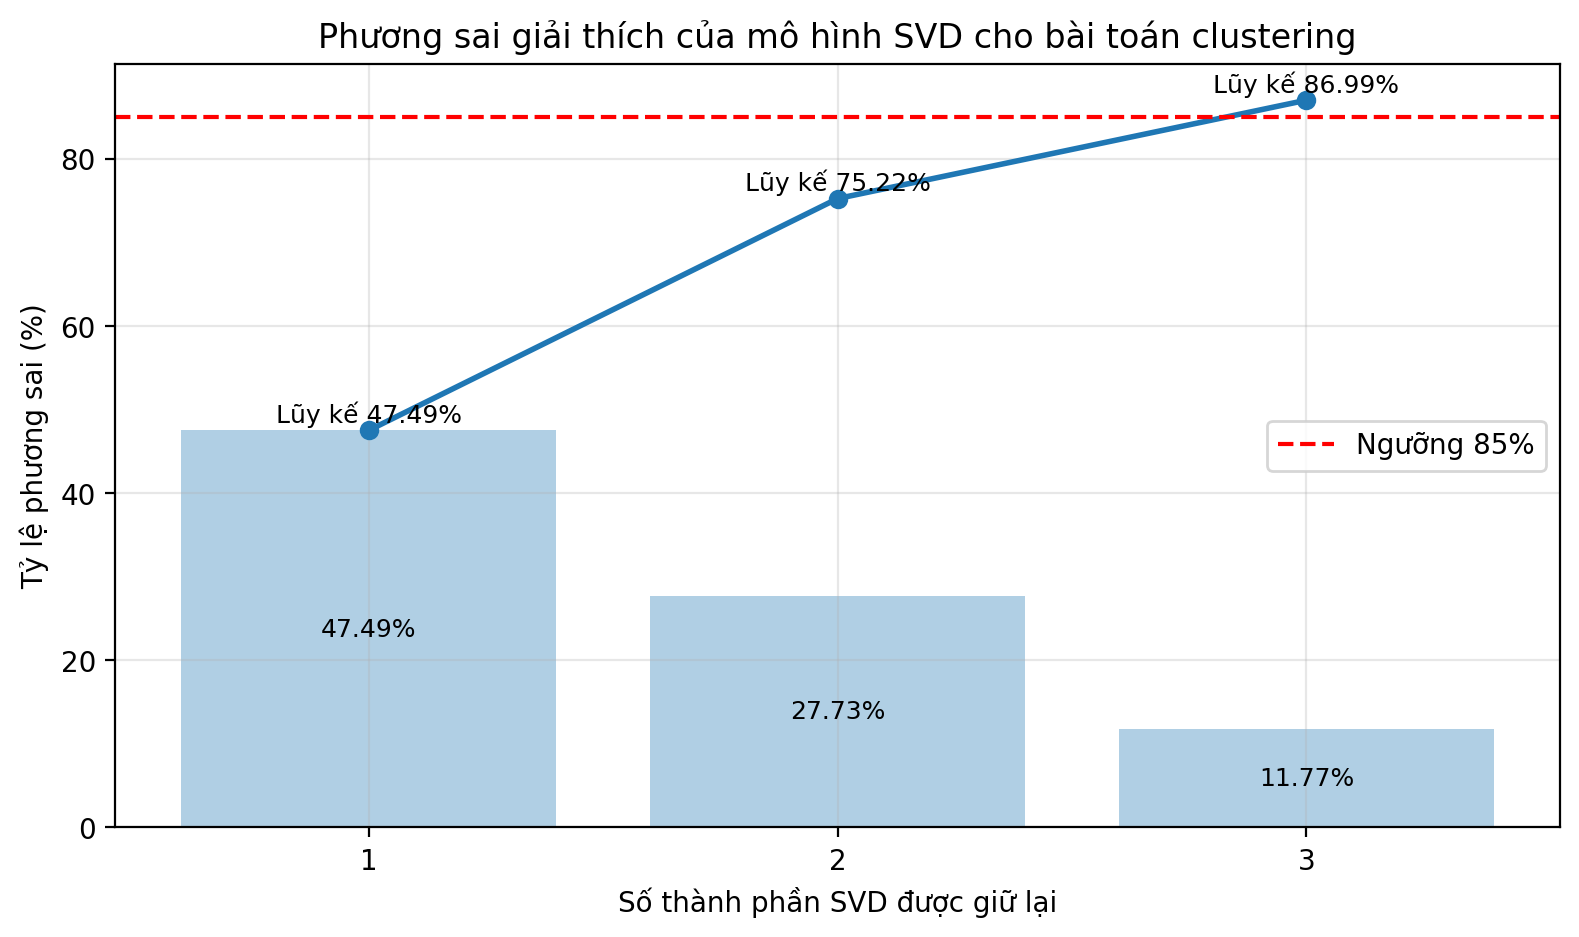 Phương sai giải thích của mô hình SVD cho bài toán clustering
Tỷ lệ phương sai (%)
80
60
40
20
0
Lũy kế 86.99%
Lũy kế 75.22%
Lũy kế 47.49%
Ngưỡng 85%
47.49%
27.73%
11.77%
1
2
3
Số thành phần SVD được giữ lại